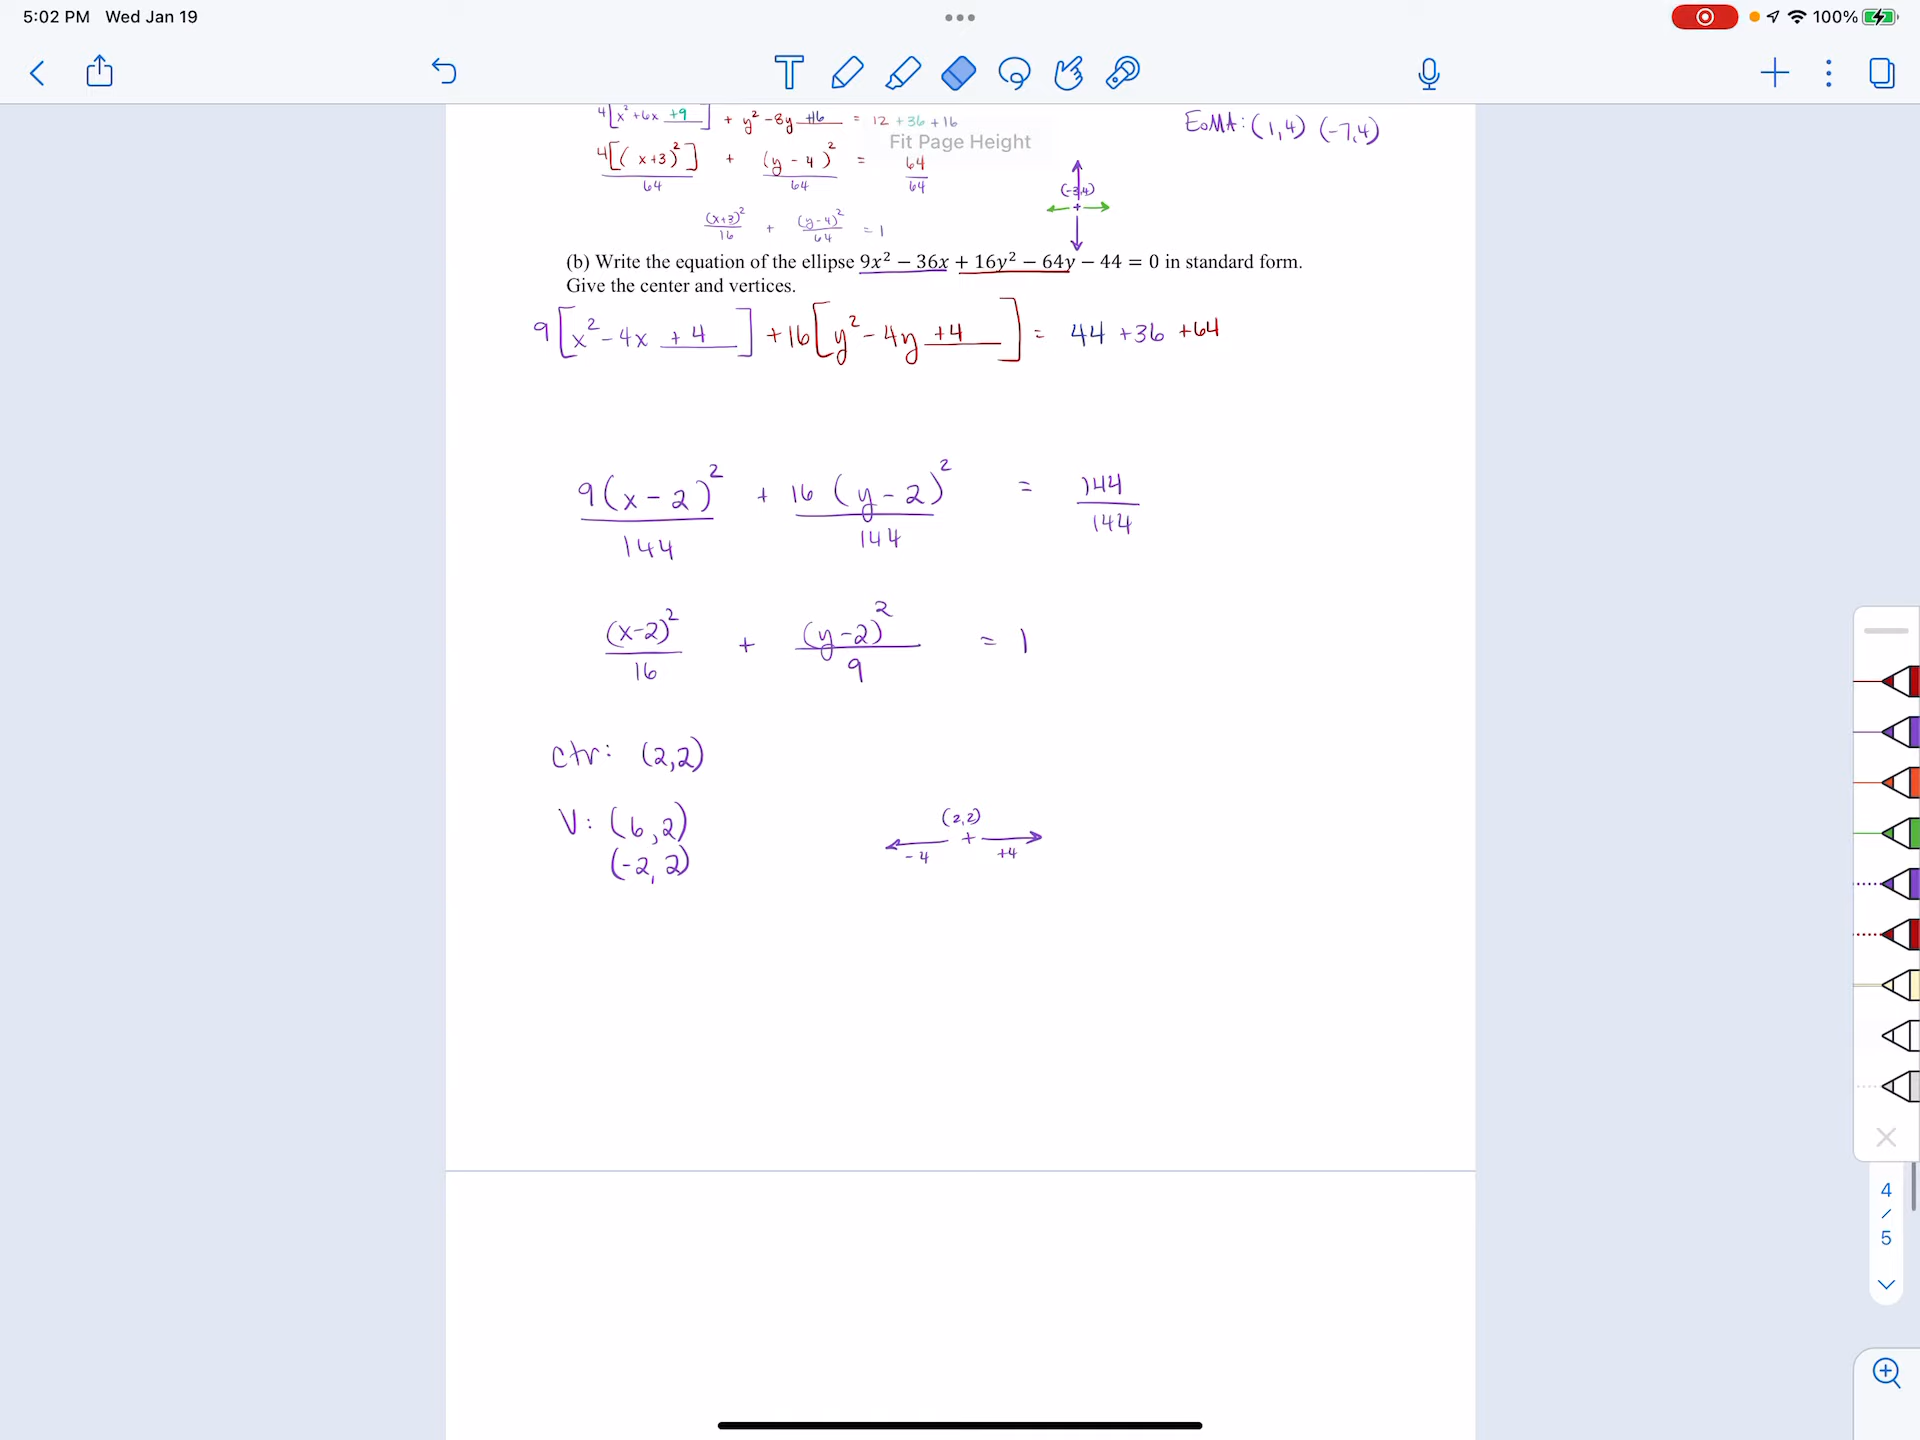 5:02 PM Wed Jan 19
100%
4[x² + 6x +9] + y² - 8y +16 = 12 + 36 + 16
EoMA: (1,4) (-7,4)
Fit Page Height
4[(x+3)²]/64 + (y - 4)²/64 = 64/64
(-3,4)
(x+3)²/16 + (y-4)²/64 = 1
(b) Write the equation of the ellipse 9x² − 36x + 16y² − 64y − 44 = 0 in standard form.
Give the center and vertices.
9[x² - 4x + 4] + 16[y² - 4y + 4] = 44 + 36 + 64
9(x - 2)²/144 + 16(y - 2)²/144 = 144/144
(x-2)²/16 + (y-2)²/9 = 1
Ctr: (2,2)
V: (6,2)
(-2,2)
(2,2)
-4 +4
4
/
5